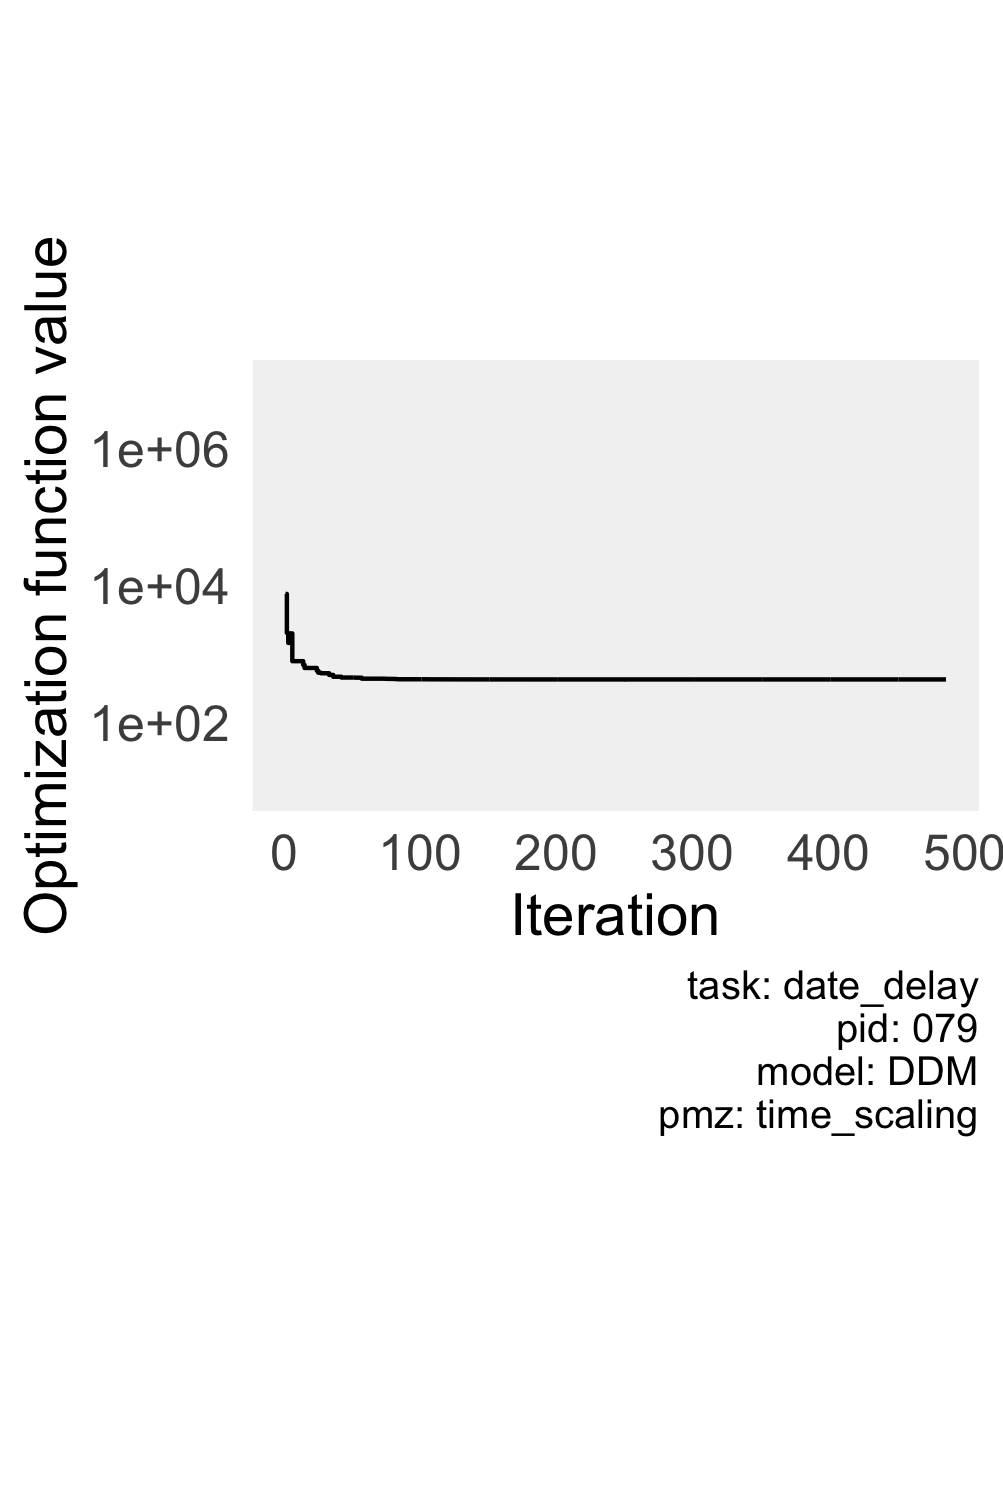 Optimization function value
1e+06
1e+04
1e+02
0 100 200 300 400 500
Iteration
task: date_delay
pid: 079
model: DDM
pmz: time_scaling